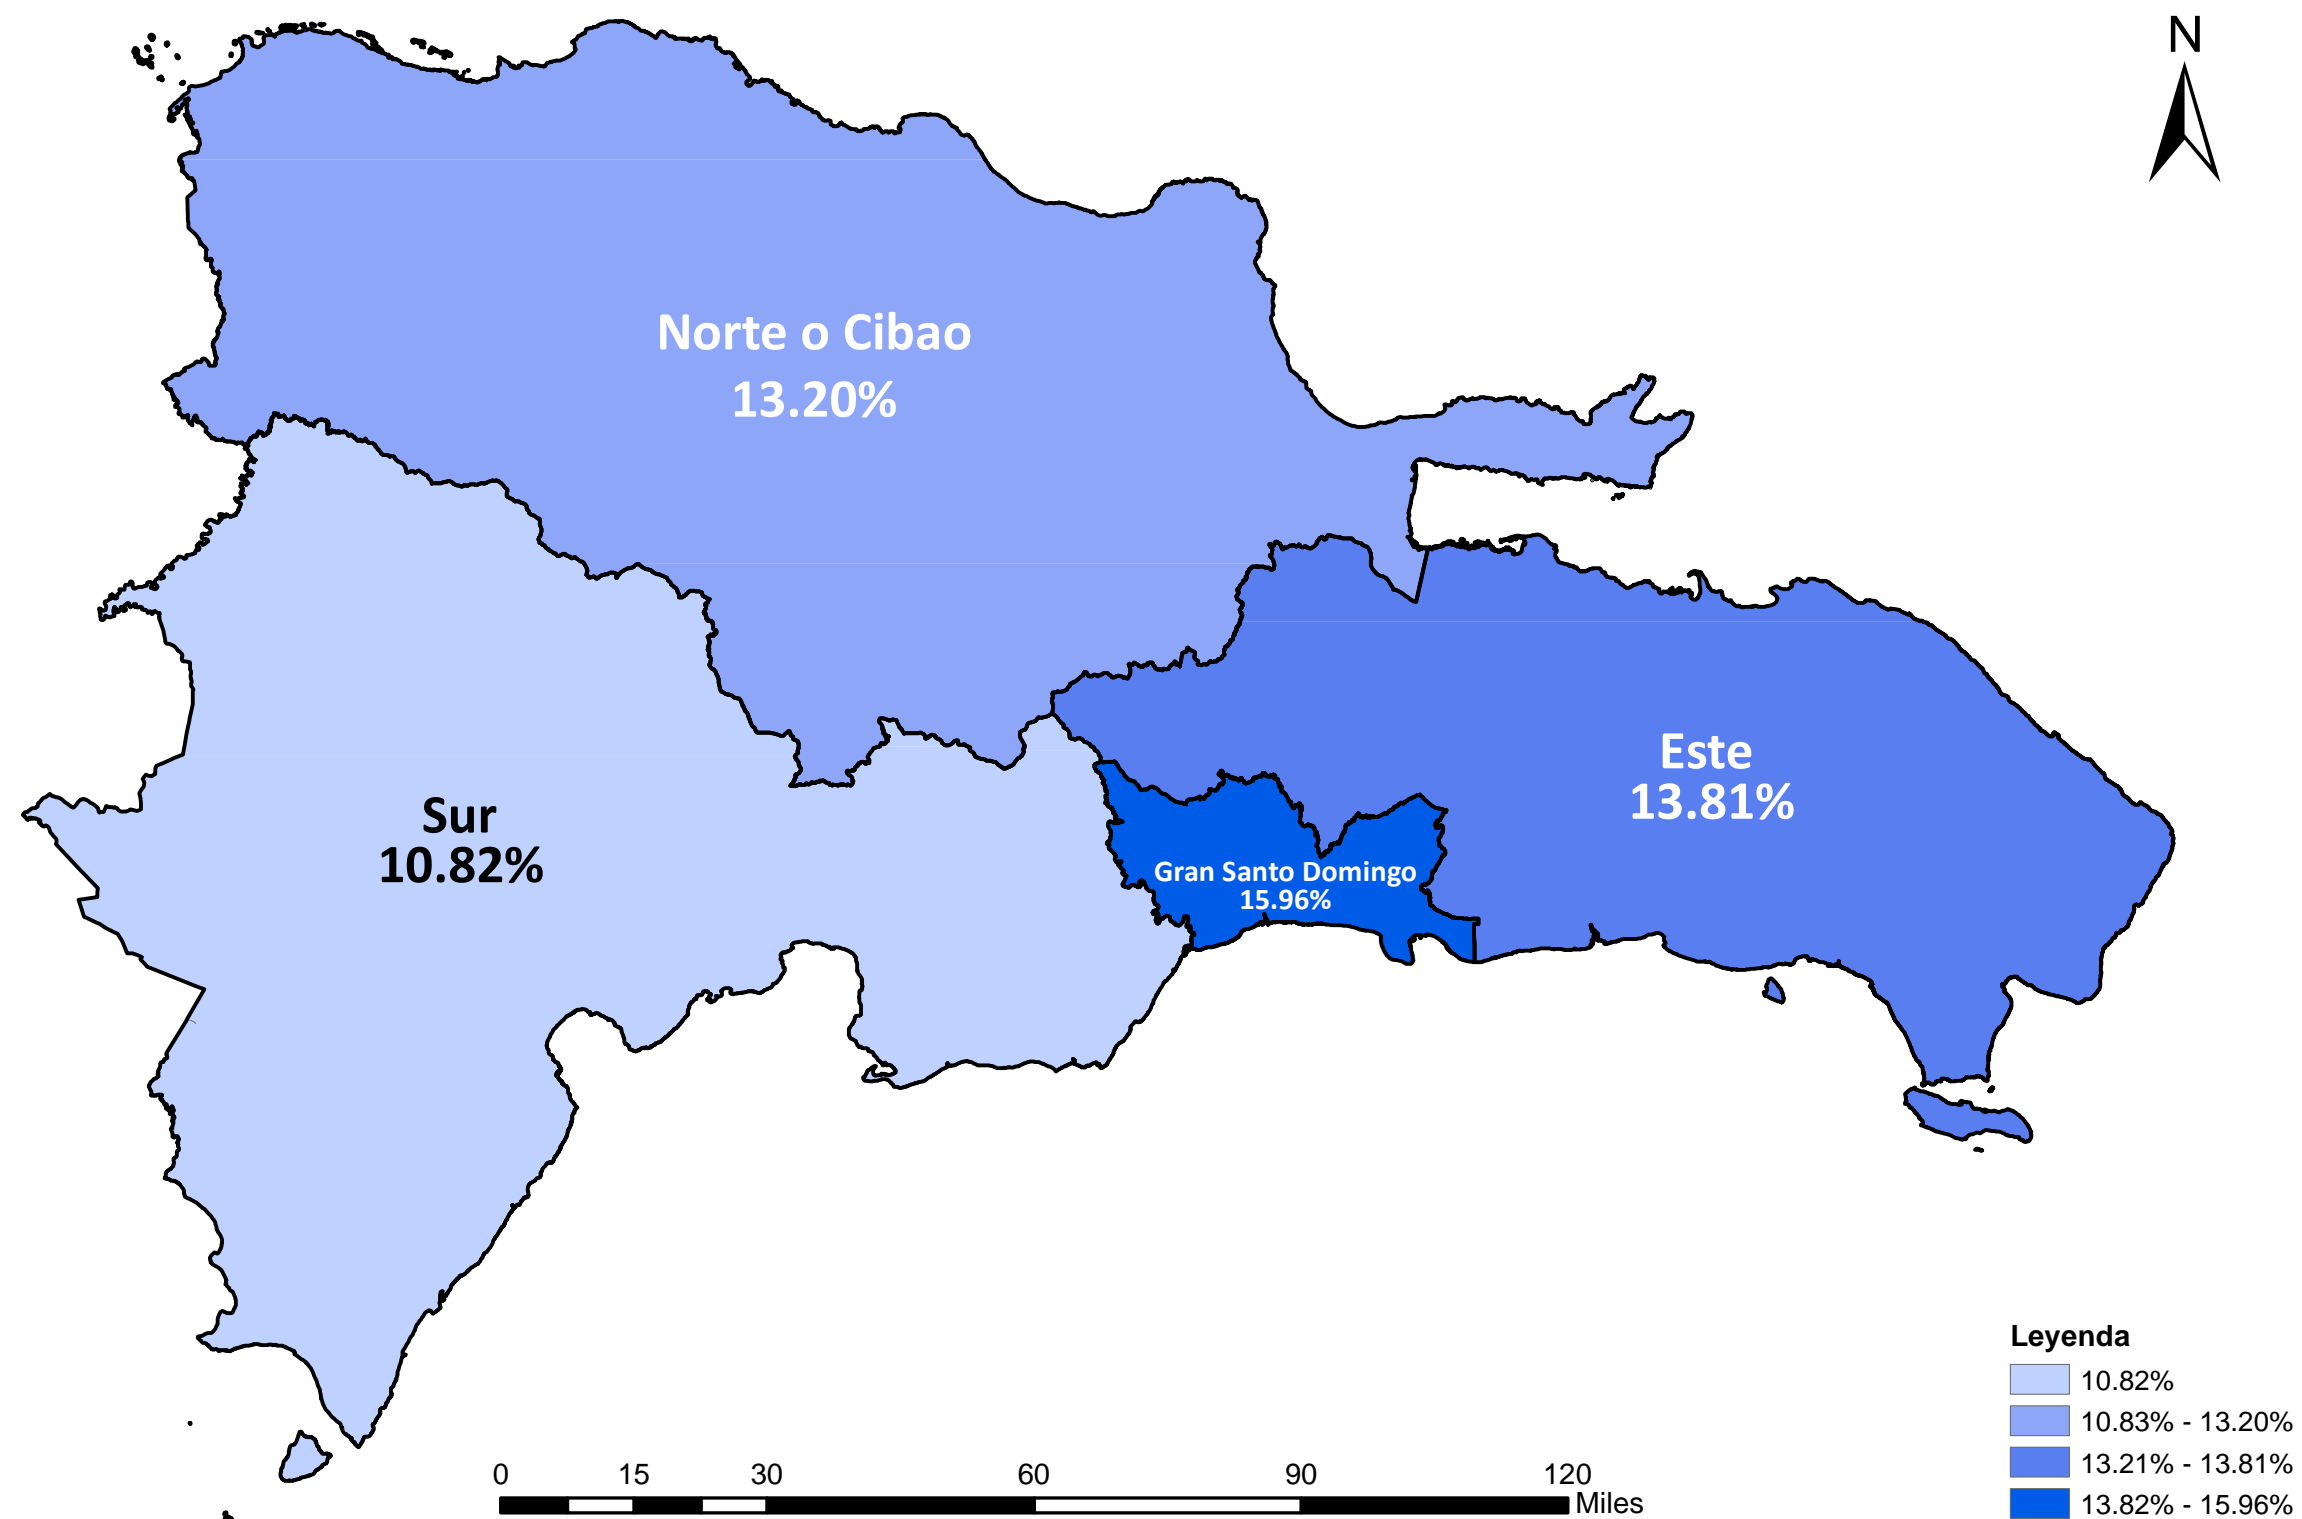 N
Norte o Cibao
13.20%
Este
13.81%
Sur
10.82%
Gran Santo Domingo
15.96%
Leyenda
10.82%
10.83% - 13.20%
13.21% - 13.81%
13.82% - 15.96%
0 15 30 60 90 120
Miles